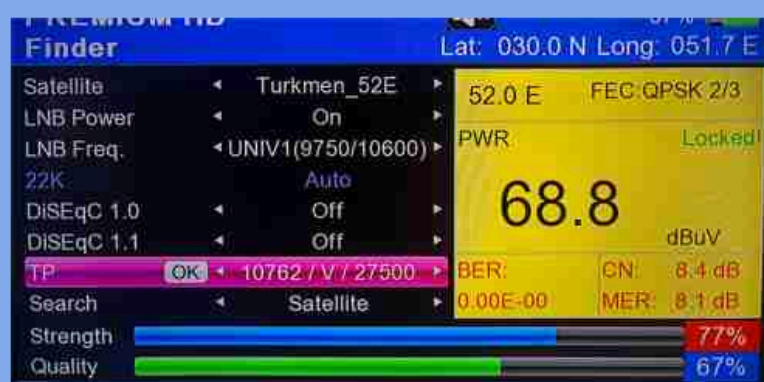 PREMIUM HD
Finder
Lat: 030.0 N Long: 051.7 E
Satellite Turkmen_52E
LNB Power On
LNB Freq. UNIV1(9750/10600)
22K Auto
DiSEqC 1.0 Off
DiSEqC 1.1 Off
TP OK 10762 / V / 27500
Search Satellite
52.0 E FEC:QPSK 2/3
PWR Locked!
68.8
dBuV
BER: CN: 8.4 dB
0.00E-00 MER: 8.1 dB
Strength 77%
Quality 67%